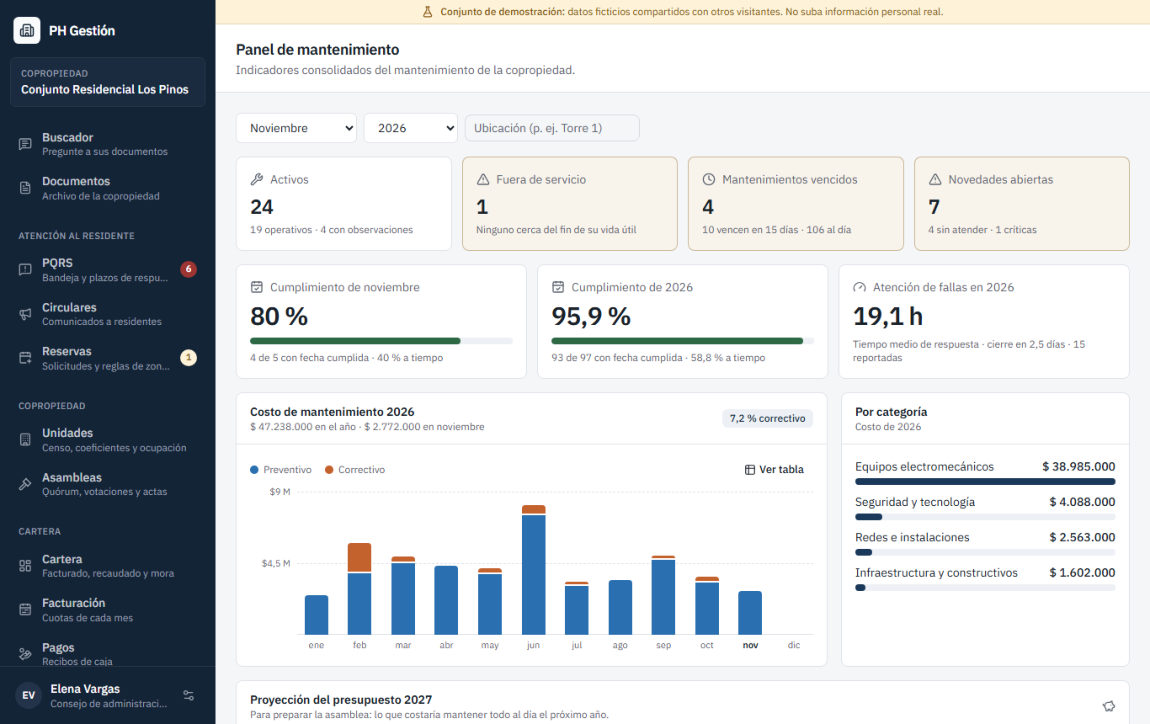 Conjunto de demostración: datos ficticios compartidos con otros visitantes. No suba información personal real.
PH Gestión
COPROPIEDAD
Conjunto Residencial Los Pinos
Buscador
Pregunte a sus documentos
Documentos
Archivo de la copropiedad
ATENCIÓN AL RESIDENTE
PQRS
Bandeja y plazos de respu...
6
Circulares
Comunicados a residentes
Reservas
Solicitudes y reglas de zon...
1
COPROPIEDAD
Unidades
Censo, coeficientes y ocupación
Asambleas
Quórum, votaciones y actas
CARTERA
Cartera
Facturado, recaudado y mora
Facturación
Cuotas de cada mes
Pagos
Recibos de caja
EV
Elena Vargas
Consejo de administraci...
Panel de mantenimiento
Indicadores consolidados del mantenimiento de la copropiedad.
Noviembre
2026
Ubicación (p. ej. Torre 1)
Activos
24
19 operativos · 4 con observaciones
Fuera de servicio
1
Ninguno cerca del fin de su vida útil
Mantenimientos vencidos
4
10 vencen en 15 días · 106 al día
Novedades abiertas
7
4 sin atender · 1 críticas
Cumplimiento de noviembre
80 %
4 de 5 con fecha cumplida · 40 % a tiempo
Cumplimiento de 2026
95,9 %
93 de 97 con fecha cumplida · 58,8 % a tiempo
Atención de fallas en 2026
19,1 h
Tiempo medio de respuesta · cierre en 2,5 días · 15
reportadas
Costo de mantenimiento 2026
$ 47.238.000 en el año · $ 2.772.000 en noviembre
7,2 % correctivo
Preventivo
Correctivo
Ver tabla
$9 M
$4,5 M
ene feb mar abr may jun jul ago sep oct nov dic
Por categoría
Costo de 2026
Equipos electromecánicos $ 38.985.000
Seguridad y tecnología $ 4.088.000
Redes e instalaciones $ 2.563.000
Infraestructura y constructivos $ 1.602.000
Proyección del presupuesto 2027
Para preparar la asamblea: lo que costaría mantener todo al día el próximo año.